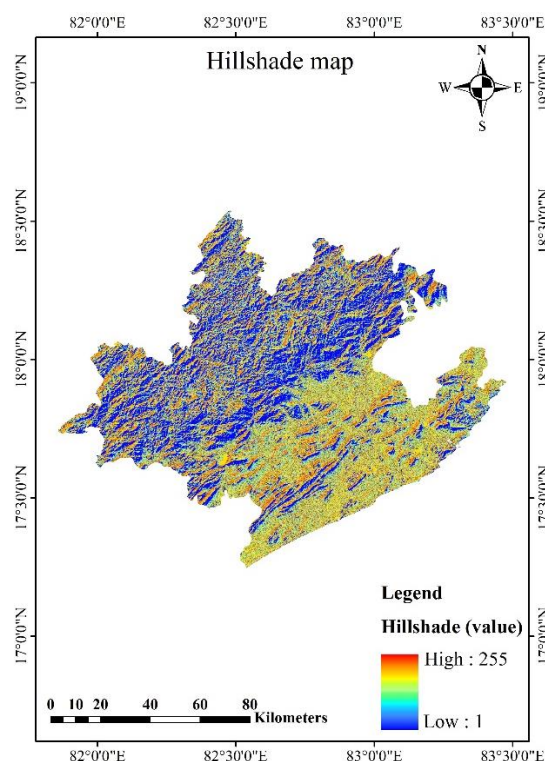 82°0'0"E 82°30'0"E 83°0'0"E 83°30'0"E
Hillshade map
N
W E
S
19°0'0"N 19°0'0"N
18°30'0"N 18°30'0"N
18°0'0"N 18°0'0"N
17°30'0"N 17°30'0"N
17°0'0"N 17°0'0"N
Legend
Hillshade (value)
High : 255
Low : 1
0 10 20 40 60 80
Kilometers
82°0'0"E 82°30'0"E 83°0'0"E 83°30'0"E